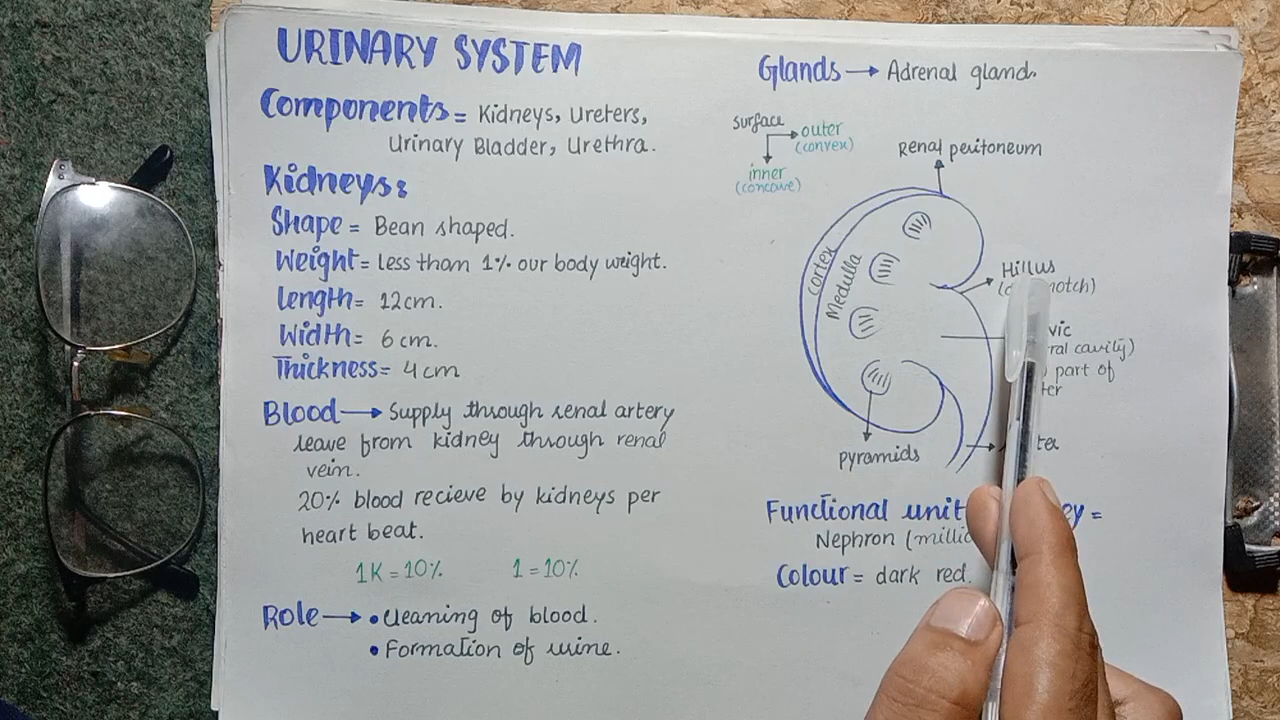 URINARY SYSTEM
Components = Kidneys, Ureters,
Urinary Bladder, Urethra.
Kidneys:
Shape = Bean shaped.
Weight = less than 1% our body weight.
Length = 12cm.
Width = 6 cm.
Thickness = 4 cm
Blood → Supply through renal artery
leave from kidney through renal
vein.
20% blood recieve by kidneys per
heart beat.
1K = 10% 1 = 10%
Role → • Cleaning of blood.
• Formation of urine.
Glands → Adrenal gland.
surface
outer
(convex)
inner
(concave)
Renal peritoneum
Cortex
Medulla
Hillus
notch)
cavity)
part of
pyramids
Functional unit =
Nephron
Colour = dark red.